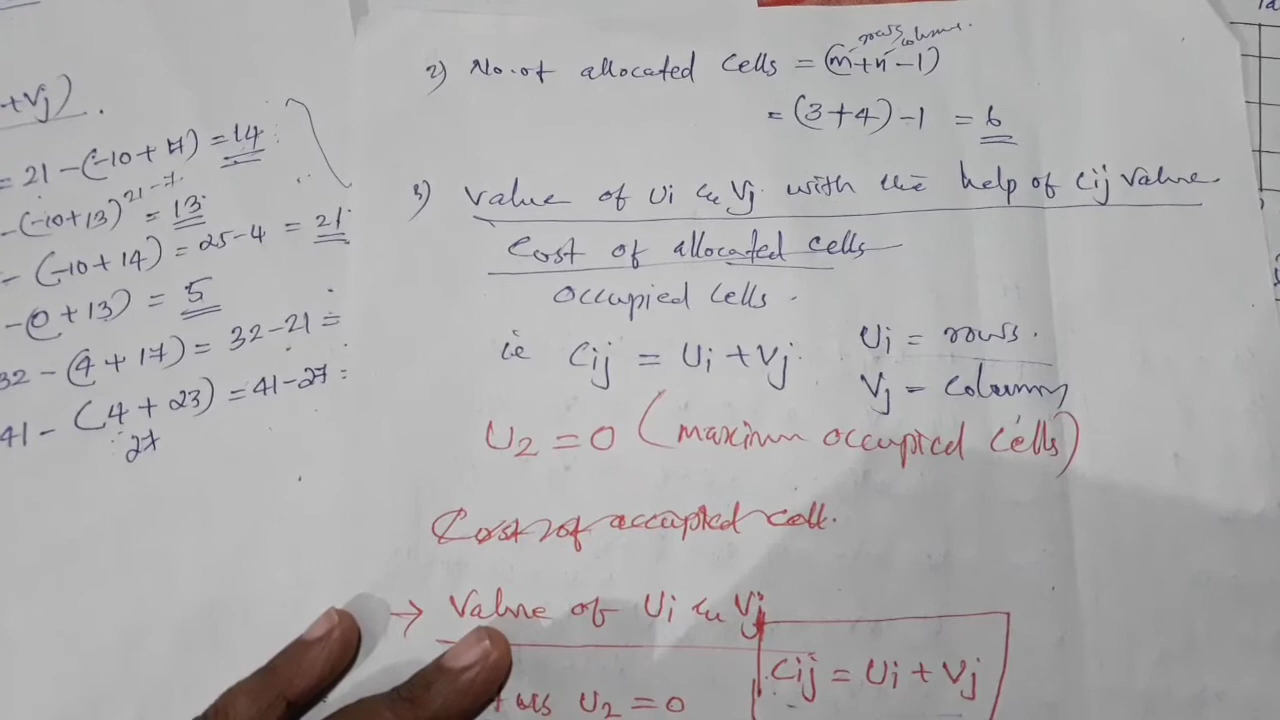 +Vj).
= 21 - (-10 + 17) = 14
21-7
- (-10 + 13) = 13
- (-10 + 14) = 25 - 4 = 21
- (0 + 13) = 5
32 - (4 + 17) = 32 - 21 =
41 - (4 + 23) = 41 - 27 =
27
rows columns.
2) No. of allocated cells = (m+n-1)
= (3+4) - 1 = 6
3) Value of Ui & Vj with the help of Cij value
Cost of allocated cells
Occupied Cells.
ie Cij = Ui + Vj
Ui = rows.
Vj = Columns
U2 = 0 (maximum occupied cells)
Cost of occupied cell.
→ Value of Ui & Vj
U2 = 0
Cij = Ui + Vj